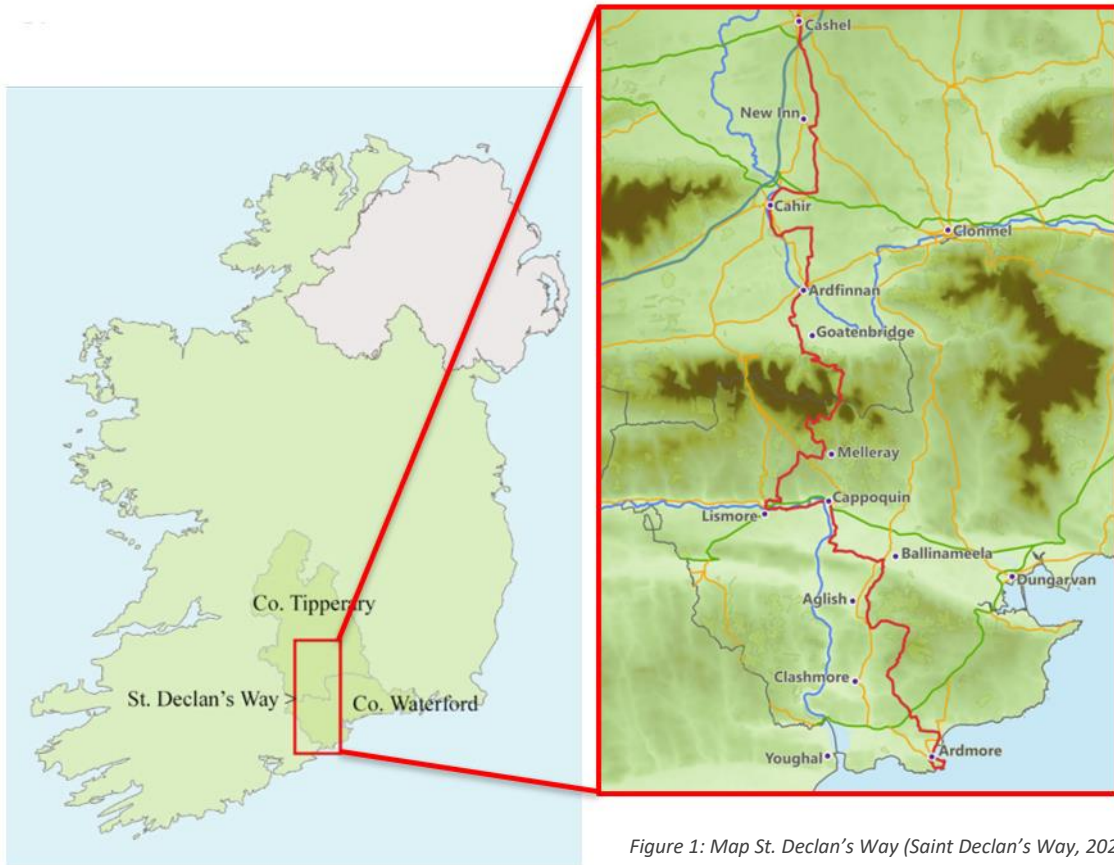 Co. Tipperary
St. Declan's Way >
Co. Waterford
Cashel
New Inn
Cahir
Clonmel
Ardfinnan
Goatenbridge
Melleray
Cappoquin
Lismore
Ballinameela
Dungarvan
Aglish
Clashmore
Youghal
Ardmore
Figure 1: Map St. Declan's Way (Saint Declan's Way, 202